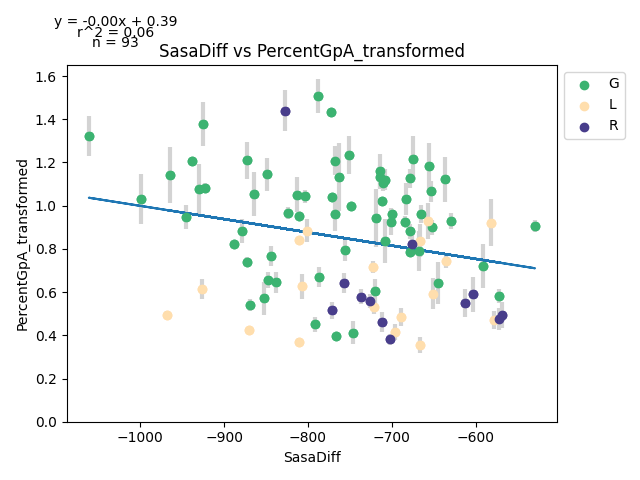 y = -0.00x + 0.39
r^2 = 0.06
n = 93
SasaDiff vs PercentGpA_transformed
1.6
1.4
1.2
1.0
0.8
0.6
0.4
0.2
0.0
PercentGpA_transformed
−1000 −900 −800 −700 −600
SasaDiff
G
L
R